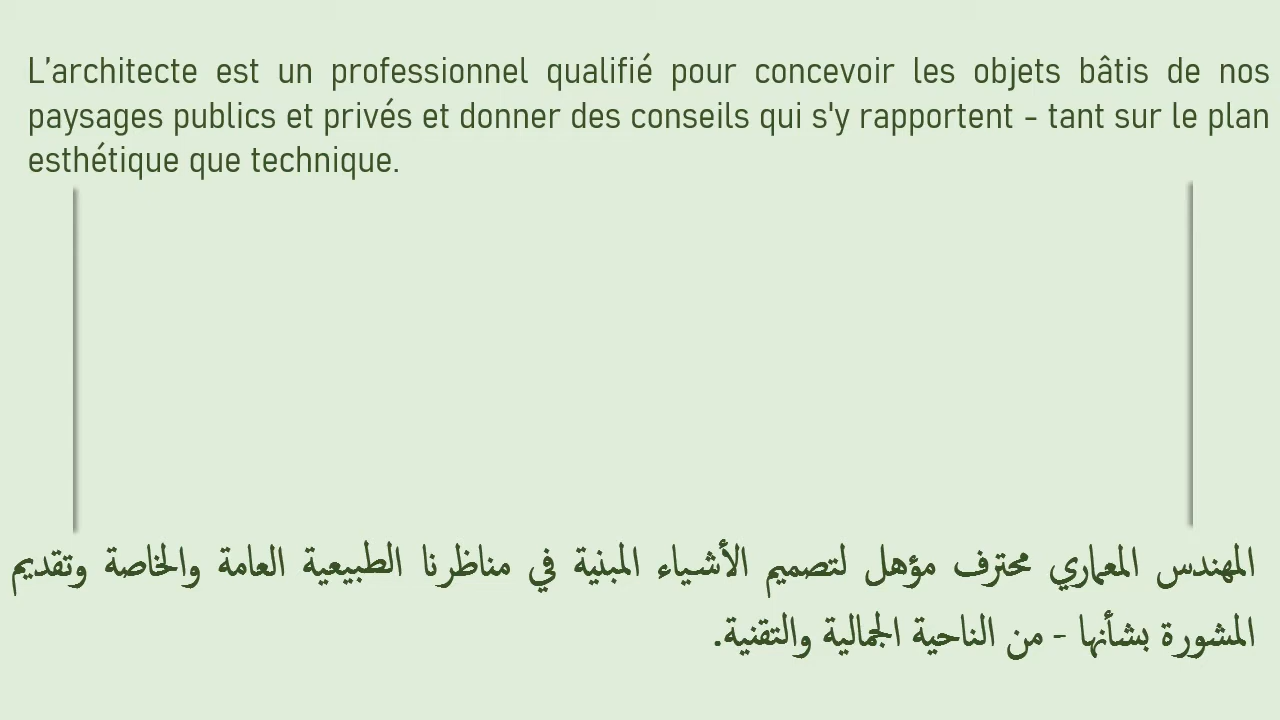 L’architecte est un professionnel qualifié pour concevoir les objets bâtis de nos
paysages publics et privés et donner des conseils qui s'y rapportent - tant sur le plan
esthétique que technique.
المهندس المعماري محترف مؤهل لتصميم الأشياء المبنية في مناظرنا الطبيعية العامة والخاصة وتقديم
المشورة بشأنها - من الناحية الجمالية والتقنية.